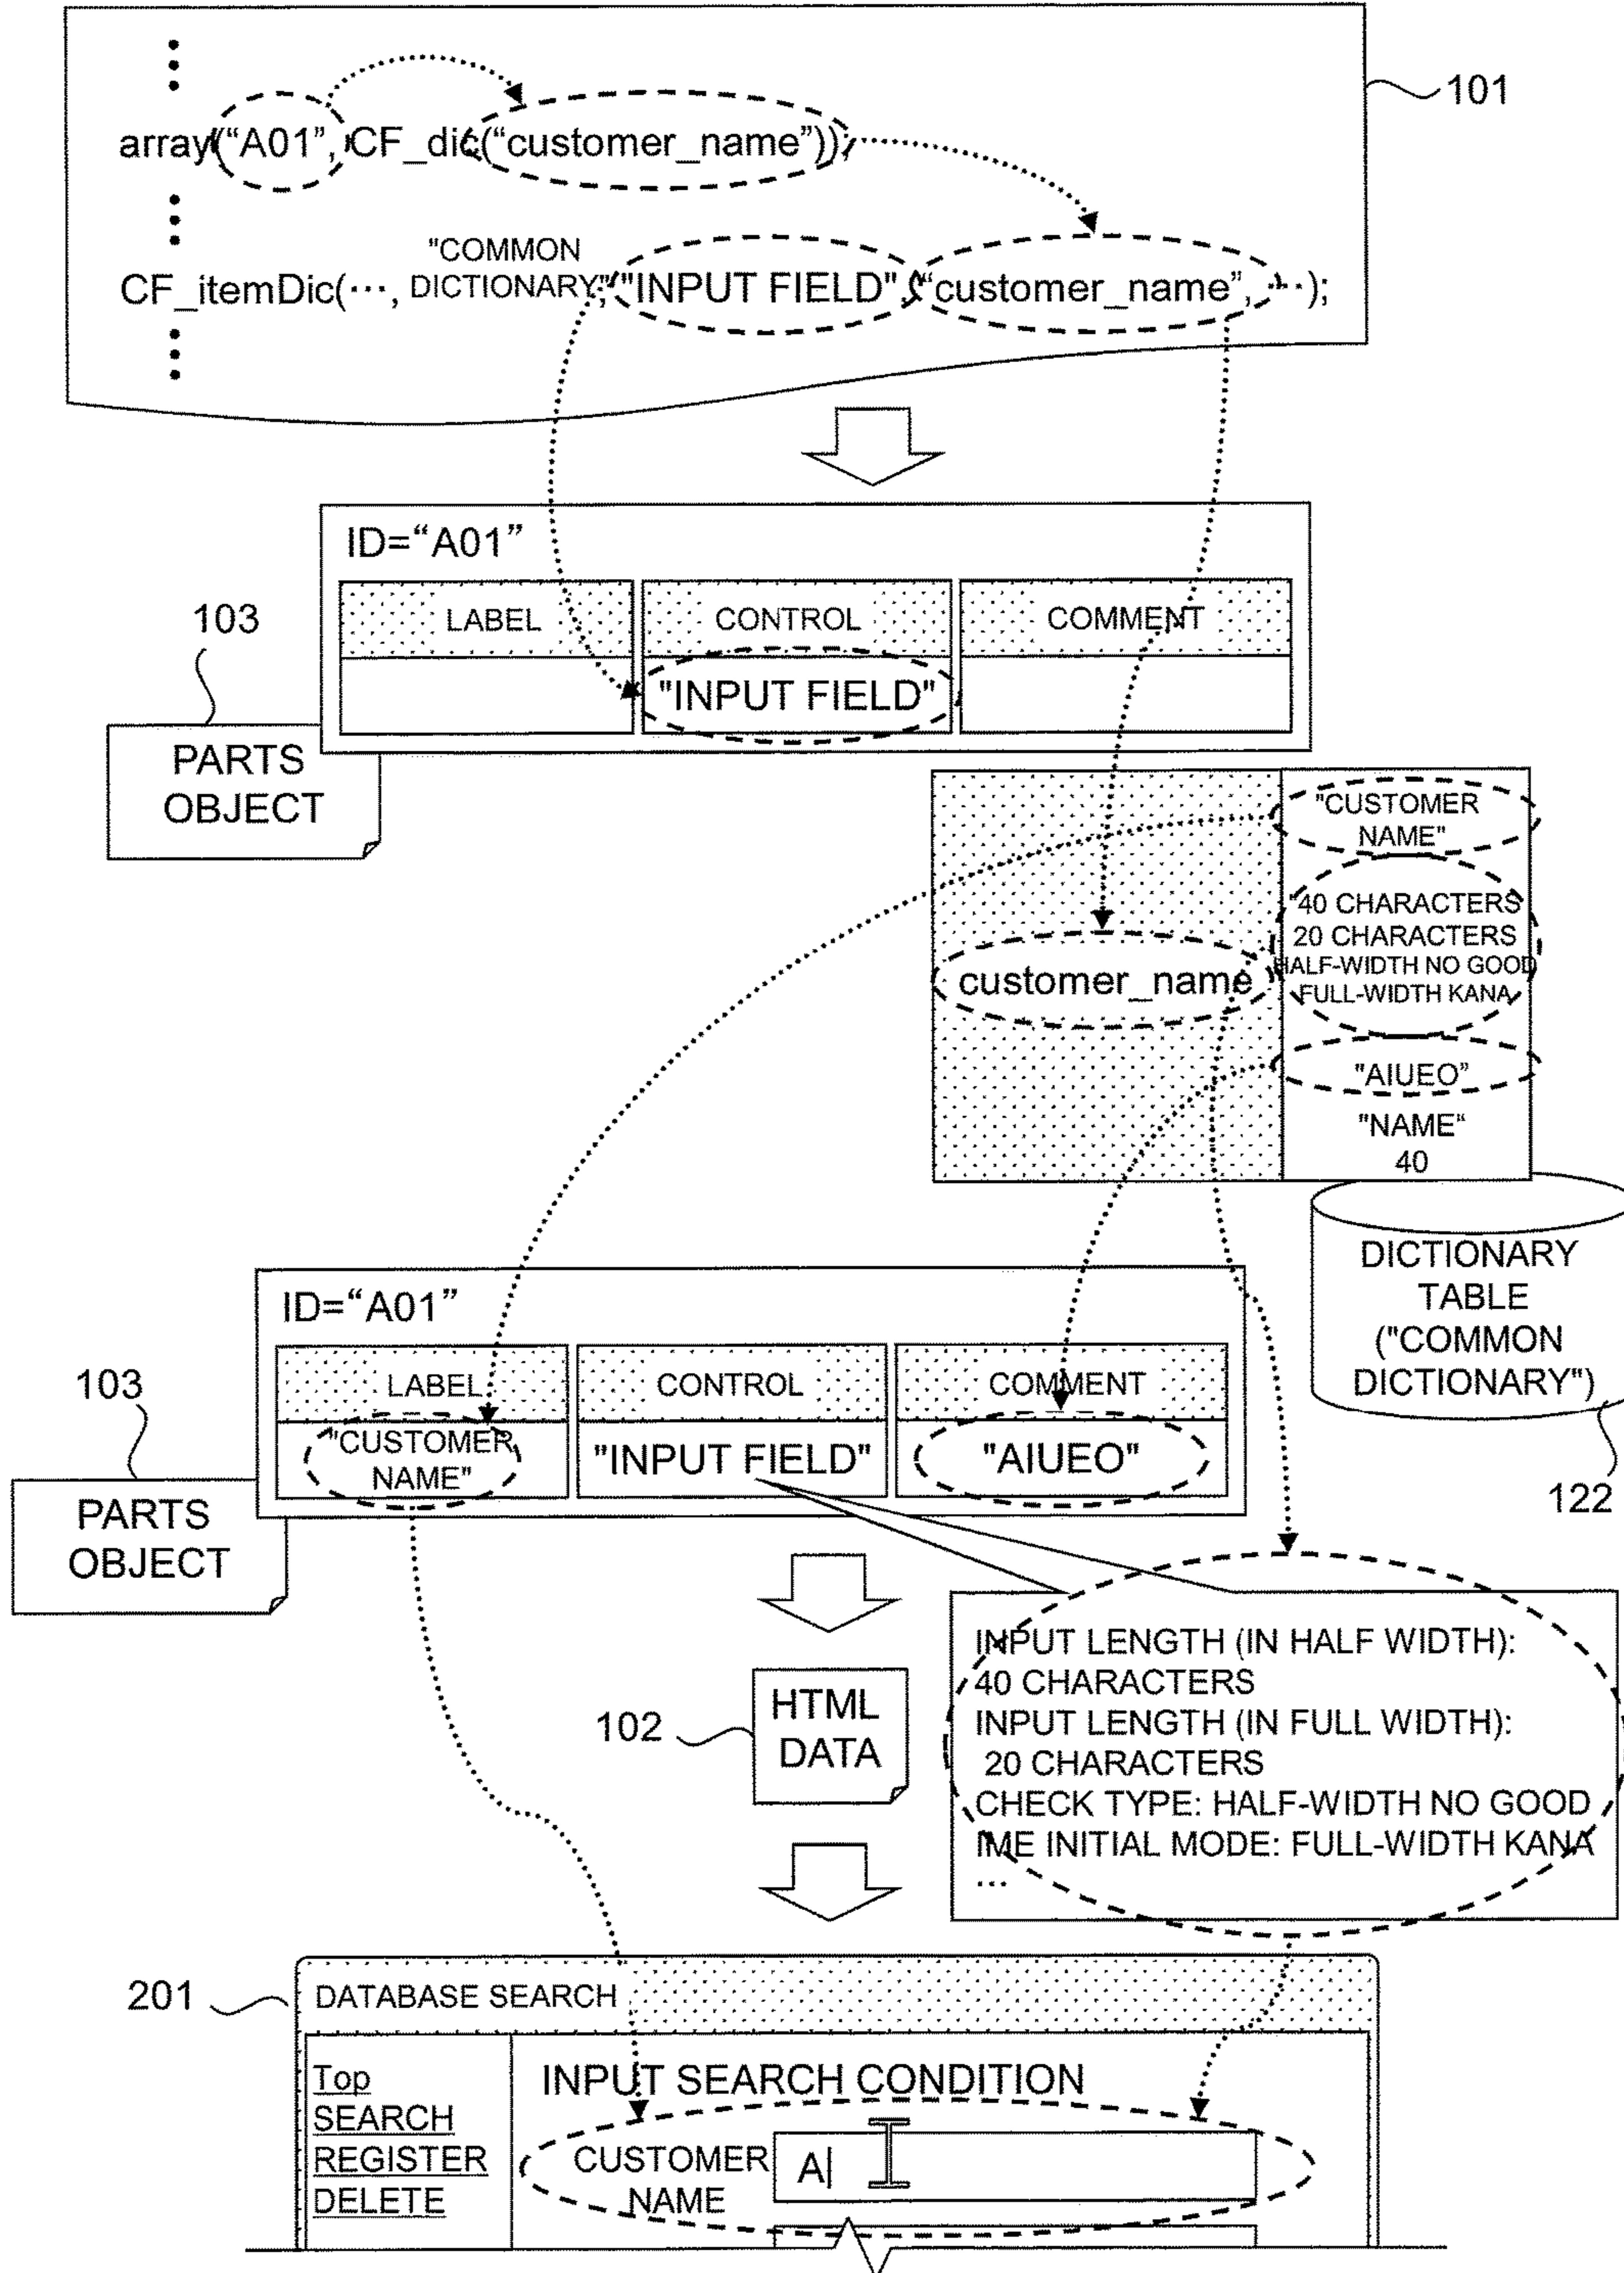 101
array("A01", CF_dic("customer_name"));
"COMMON
DICTIONARY",
CF_itemDic(···, "INPUT FIELD", "customer_name", ···);
ID="A01"
LABEL
CONTROL
COMMENT
"INPUT FIELD"
103
PARTS
OBJECT
"CUSTOMER
NAME"
"40 CHARACTERS
20 CHARACTERS
HALF-WIDTH NO GOOD
FULL-WIDTH KANA
customer_name
"AIUEO"
"NAME"
40
DICTIONARY
TABLE
("COMMON
DICTIONARY")
122
ID="A01"
LABEL
CONTROL
COMMENT
"CUSTOMER
NAME"
"INPUT FIELD"
"AIUEO"
103
PARTS
OBJECT
INPUT LENGTH (IN HALF WIDTH):
40 CHARACTERS
INPUT LENGTH (IN FULL WIDTH):
20 CHARACTERS
CHECK TYPE: HALF-WIDTH NO GOOD
IME INITIAL MODE: FULL-WIDTH KANA
...
102
HTML
DATA
201
DATABASE SEARCH
Top
SEARCH
REGISTER
DELETE
INPUT SEARCH CONDITION
CUSTOMER
NAME
A